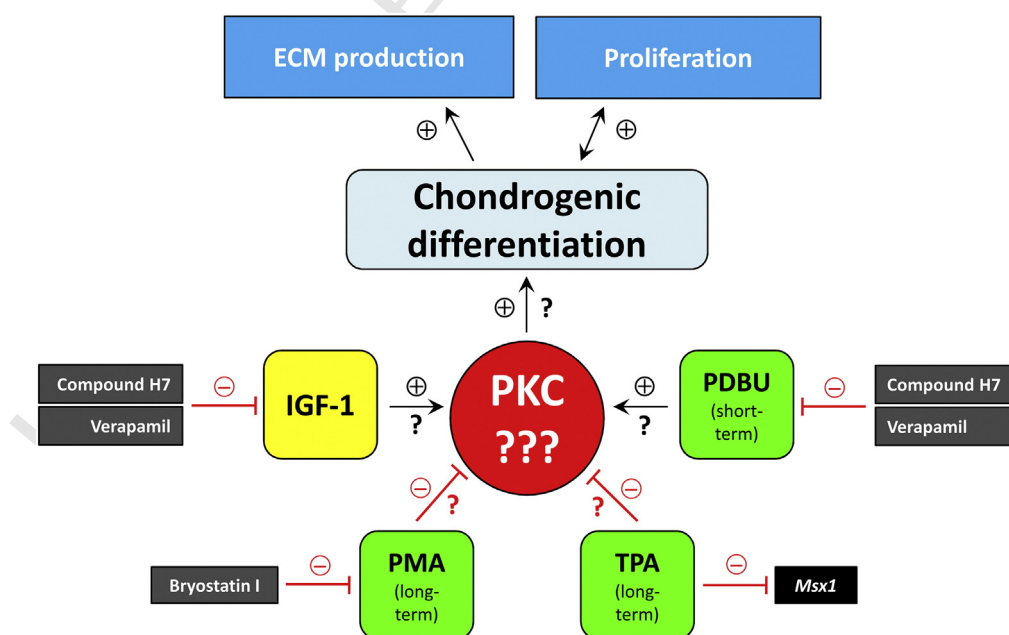 ECM production
Proliferation
⊕
⊕
Chondrogenic
differentiation
⊕ ?
Compound H7
Verapamil
⊖
IGF-1
⊕
?
PKC
???
⊕
?
PDBU
(short-
term)
⊖
Compound H7
Verapamil
⊖
?
⊖
?
Bryostatin I
⊖
PMA
(long-
term)
TPA
(long-
term)
⊖
Msx1